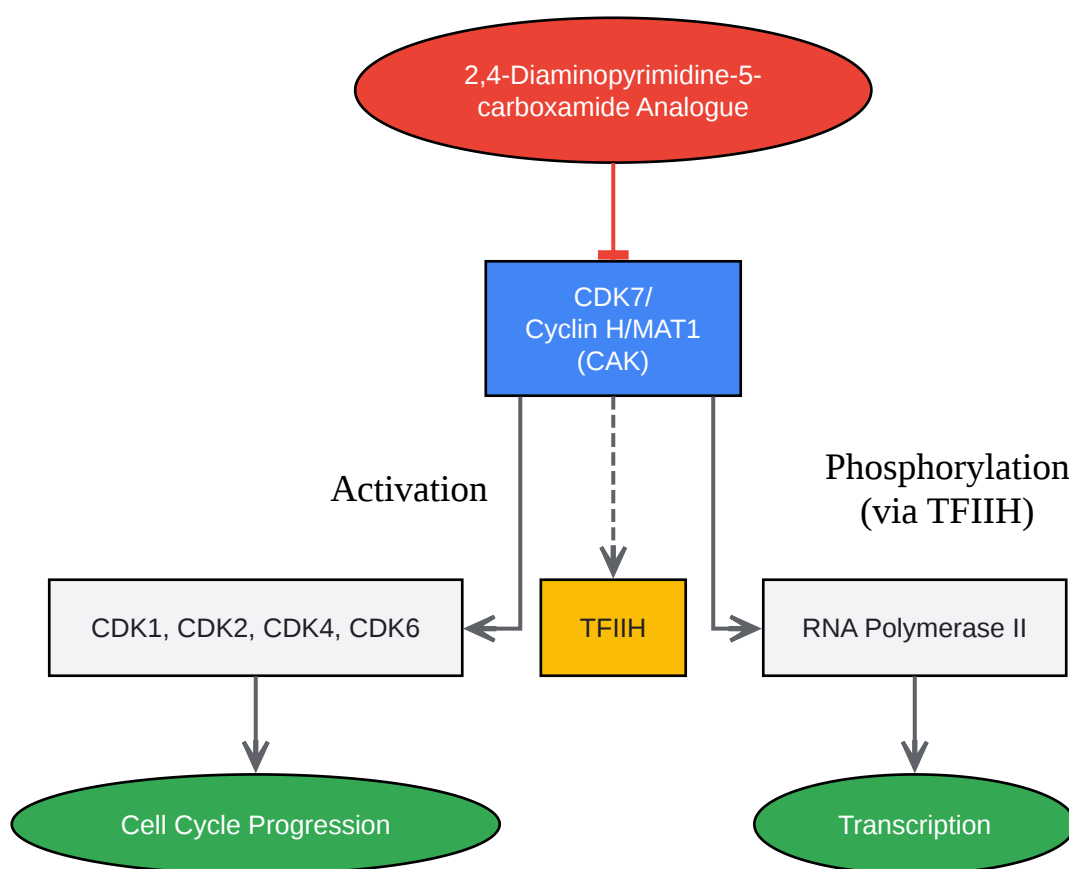 2,4-Diaminopyrimidine-5-
carboxamide Analogue
CDK7/
Cyclin H/MAT1
(CAK)
Activation
Phosphorylation
(via TFIIH)
CDK1, CDK2, CDK4, CDK6
TFIIH
RNA Polymerase II
Cell Cycle Progression
Transcription